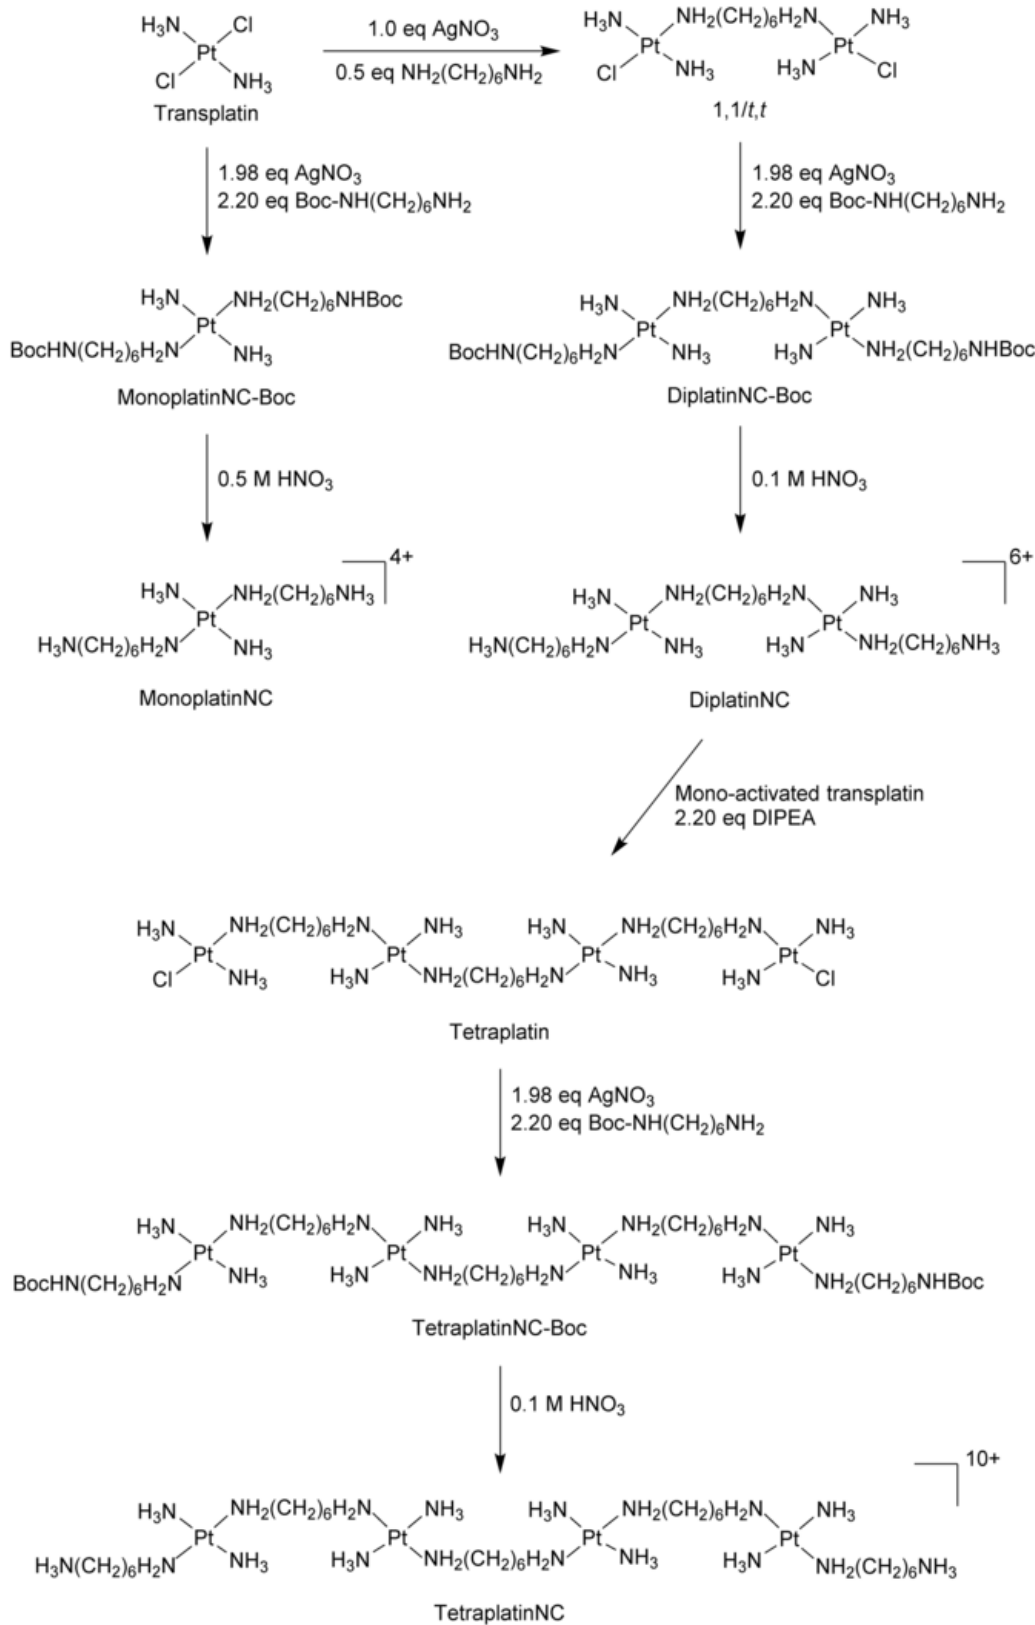 H₃N Cl
Pt
Cl NH₃
Transplatin
1.0 eq AgNO₃
0.5 eq NH₂(CH₂)₆NH₂
H₃N NH₂(CH₂)₆H₂N NH₃
Pt Pt
Cl NH₃ H₃N Cl
1,1/t,t
1.98 eq AgNO₃
2.20 eq Boc-NH(CH₂)₆NH₂
1.98 eq AgNO₃
2.20 eq Boc-NH(CH₂)₆NH₂
H₃N NH₂(CH₂)₆NHBoc
Pt
BocHN(CH₂)₆H₂N NH₃
MonoplatinNC-Boc
H₃N NH₂(CH₂)₆H₂N NH₃
Pt Pt
BocHN(CH₂)₆H₂N NH₃ H₃N NH₂(CH₂)₆NHBoc
DiplatinNC-Boc
0.5 M HNO₃
0.1 M HNO₃
4+
H₃N NH₂(CH₂)₆NH₃
Pt
H₃N(CH₂)₆H₂N NH₃
MonoplatinNC
6+
H₃N NH₂(CH₂)₆H₂N NH₃
Pt Pt
H₃N(CH₂)₆H₂N NH₃ H₃N NH₂(CH₂)₆NH₃
DiplatinNC
Mono-activated transplatin
2.20 eq DIPEA
H₃N NH₂(CH₂)₆H₂N NH₃ H₃N NH₂(CH₂)₆H₂N NH₃
Pt Pt Pt Pt
Cl NH₃ H₃N NH₂(CH₂)₆H₂N NH₃ H₃N Cl
Tetraplatin
1.98 eq AgNO₃
2.20 eq Boc-NH(CH₂)₆NH₂
H₃N NH₂(CH₂)₆H₂N NH₃ H₃N NH₂(CH₂)₆H₂N NH₃
Pt Pt Pt Pt
BocHN(CH₂)₆H₂N NH₃ H₃N NH₂(CH₂)₆H₂N NH₃ H₃N NH₂(CH₂)₆NHBoc
TetraplatinNC-Boc
0.1 M HNO₃
10+
H₃N NH₂(CH₂)₆H₂N NH₃ H₃N NH₂(CH₂)₆H₂N NH₃
Pt Pt Pt Pt
H₃N(CH₂)₆H₂N NH₃ H₃N NH₂(CH₂)₆H₂N NH₃ H₃N NH₂(CH₂)₆NH₃
TetraplatinNC